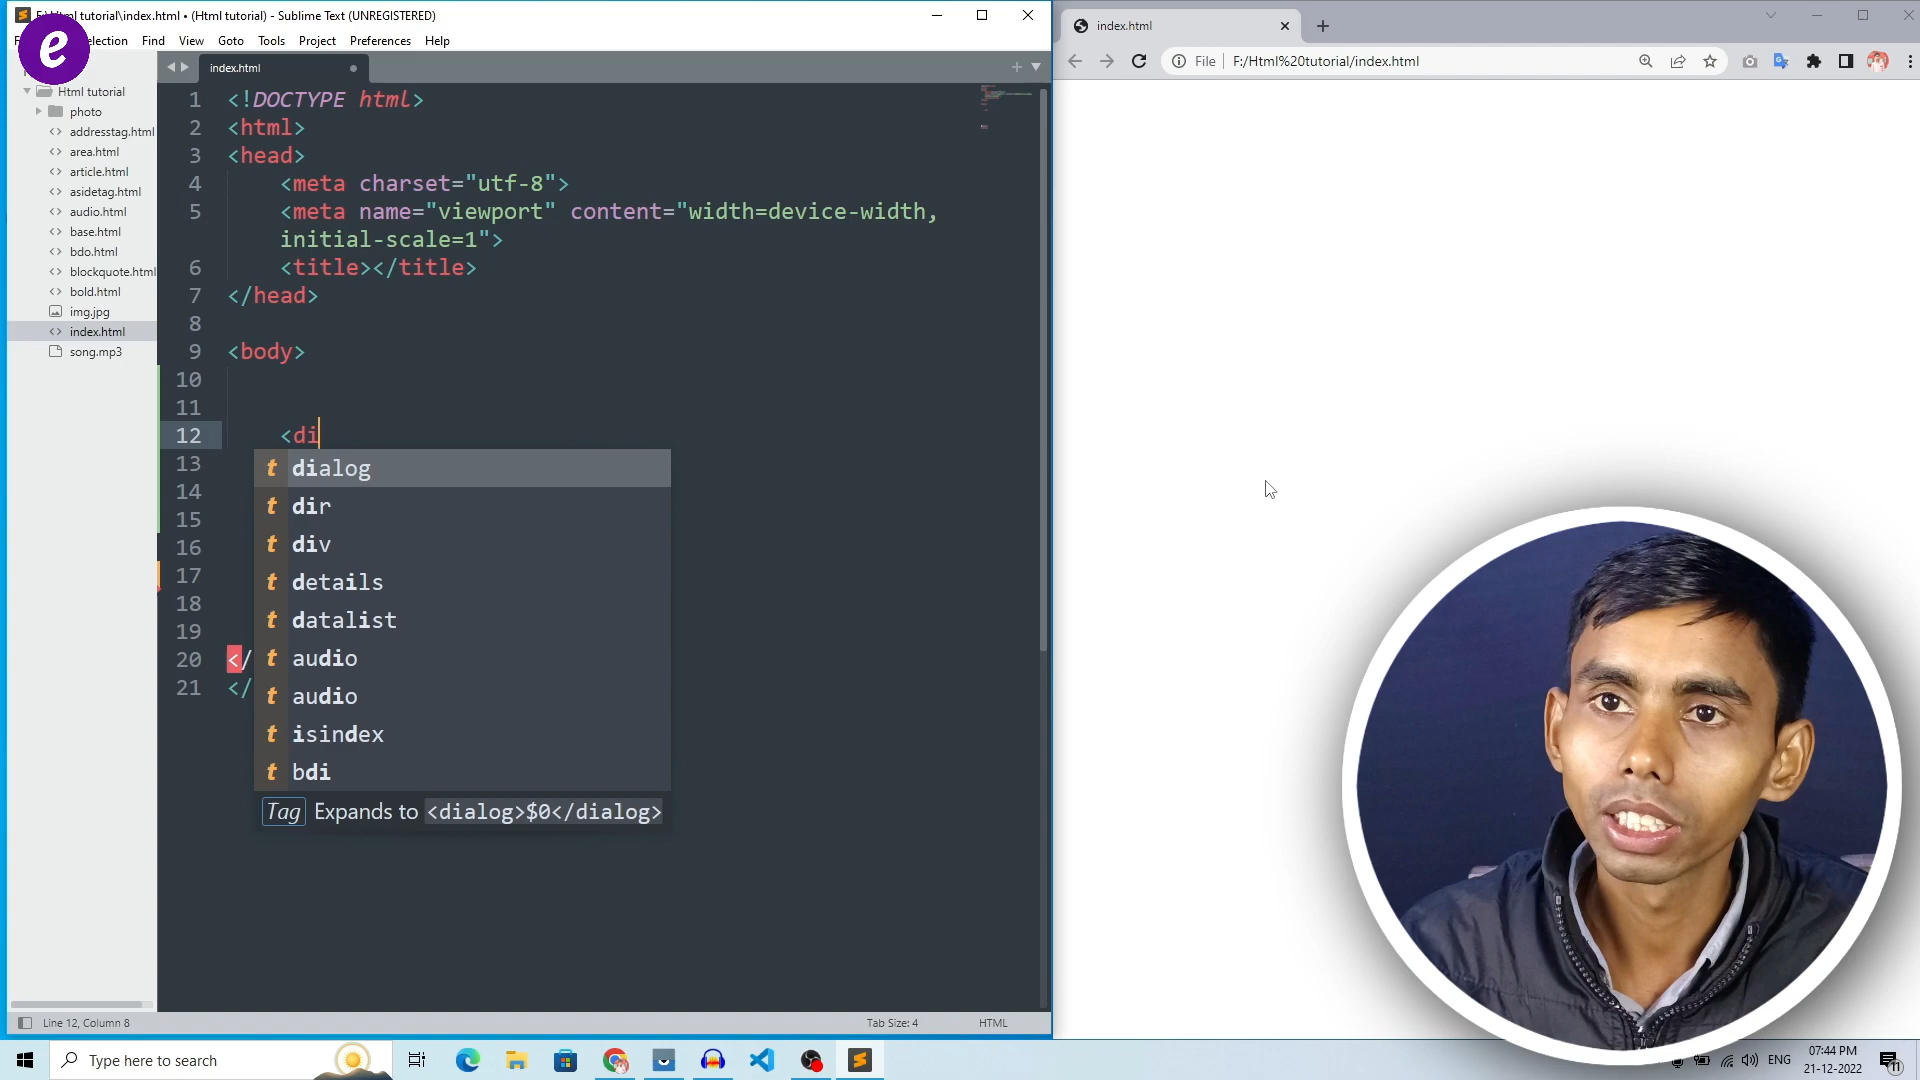 F:\Html tutorial\index.html • (Html tutorial) - Sublime Text (UNREGISTERED)
Find View Goto Tools Project Preferences Help
e
index.html
Html tutorial
photo
addresstag.html
area.html
article.html
asidetag.html
audio.html
base.html
bdo.html
blockquote.html
bold.html
img.jpg
index.html
song.mp3
1 <!DOCTYPE html>
2 <html>
3 <head>
4 <meta charset="utf-8">
5 <meta name="viewport" content="width=device-width,
initial-scale=1">
6 <title></title>
7 </head>
8
9 <body>
10
11
12 <di
13
14
15
16
17
18
19
20 </
21 </
t dialog
t dir
t div
t details
t datalist
t audio
t audio
t isindex
t bdi
Tag Expands to <dialog>$0</dialog>
Line 12, Column 8
Tab Size: 4
HTML
index.html
File F:/Html%20tutorial/index.html
Type here to search
ENG
07:44 PM
21-12-2022
11